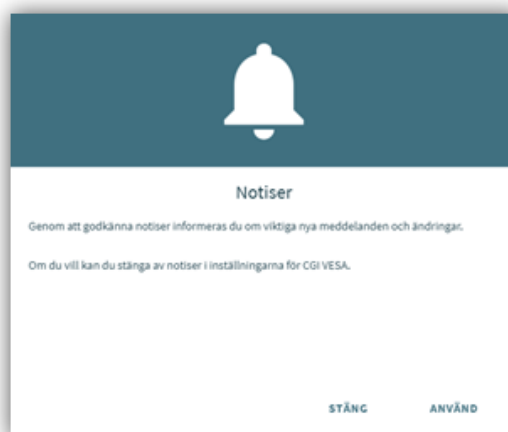 Notiser
Genom att godkänna notiser informeras du om viktiga nya meddelanden och ändringar.
Om du vill kan du stänga av notiser i inställningarna för CGI VESA.
STÄNG
ANVÄND